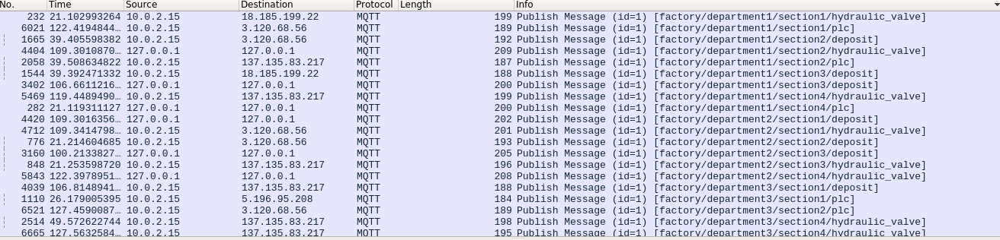 No. Time Source Destination Protocol Length Info
232 21.102993264 10.0.2.15 18.185.199.22 MQTT 199 Publish Message (id=1) [factory/department1/section1/hydraulic_valve]
6021 122.4194844… 10.0.2.15 3.120.68.56 MQTT 189 Publish Message (id=1) [factory/department1/section1/plc]
1665 39.405598382 10.0.2.15 3.120.68.56 MQTT 192 Publish Message (id=1) [factory/department1/section2/deposit]
4404 109.3010870… 127.0.0.1 127.0.0.1 MQTT 209 Publish Message (id=1) [factory/department1/section2/hydraulic_valve]
2058 39.508634822 10.0.2.15 137.135.83.217 MQTT 187 Publish Message (id=1) [factory/department1/section2/plc]
1544 39.392471332 10.0.2.15 18.185.199.22 MQTT 188 Publish Message (id=1) [factory/department1/section3/deposit]
3402 106.6611216… 127.0.0.1 127.0.0.1 MQTT 200 Publish Message (id=1) [factory/department1/section3/deposit]
5469 119.4489490… 10.0.2.15 137.135.83.217 MQTT 199 Publish Message (id=1) [factory/department1/section4/hydraulic_valve]
282 21.119311127 127.0.0.1 127.0.0.1 MQTT 200 Publish Message (id=1) [factory/department1/section4/plc]
4420 109.3016356… 127.0.0.1 127.0.0.1 MQTT 202 Publish Message (id=1) [factory/department2/section1/deposit]
4712 109.3414798… 10.0.2.15 3.120.68.56 MQTT 201 Publish Message (id=1) [factory/department2/section1/hydraulic_valve]
776 21.214604685 10.0.2.15 3.120.68.56 MQTT 193 Publish Message (id=1) [factory/department2/section2/deposit]
3160 100.2133827… 127.0.0.1 127.0.0.1 MQTT 205 Publish Message (id=1) [factory/department2/section3/deposit]
848 21.253598720 10.0.2.15 137.135.83.217 MQTT 196 Publish Message (id=1) [factory/department2/section3/hydraulic_valve]
5843 122.3978951… 127.0.0.1 127.0.0.1 MQTT 208 Publish Message (id=1) [factory/department2/section4/hydraulic_valve]
4039 106.8148941… 10.0.2.15 137.135.83.217 MQTT 188 Publish Message (id=1) [factory/department3/section1/deposit]
1110 26.179005395 10.0.2.15 5.196.95.208 MQTT 184 Publish Message (id=1) [factory/department3/section1/plc]
6521 127.4590087… 10.0.2.15 3.120.68.56 MQTT 189 Publish Message (id=1) [factory/department3/section2/plc]
2514 49.572622744 10.0.2.15 137.135.83.217 MQTT 198 Publish Message (id=1) [factory/department3/section4/hydraulic_valve]
6665 127.5632584… 10.0.2.15 137.135.83.217 MQTT 195 Publish Message (id=1) [factory/department3/section4/hydraulic_valve]